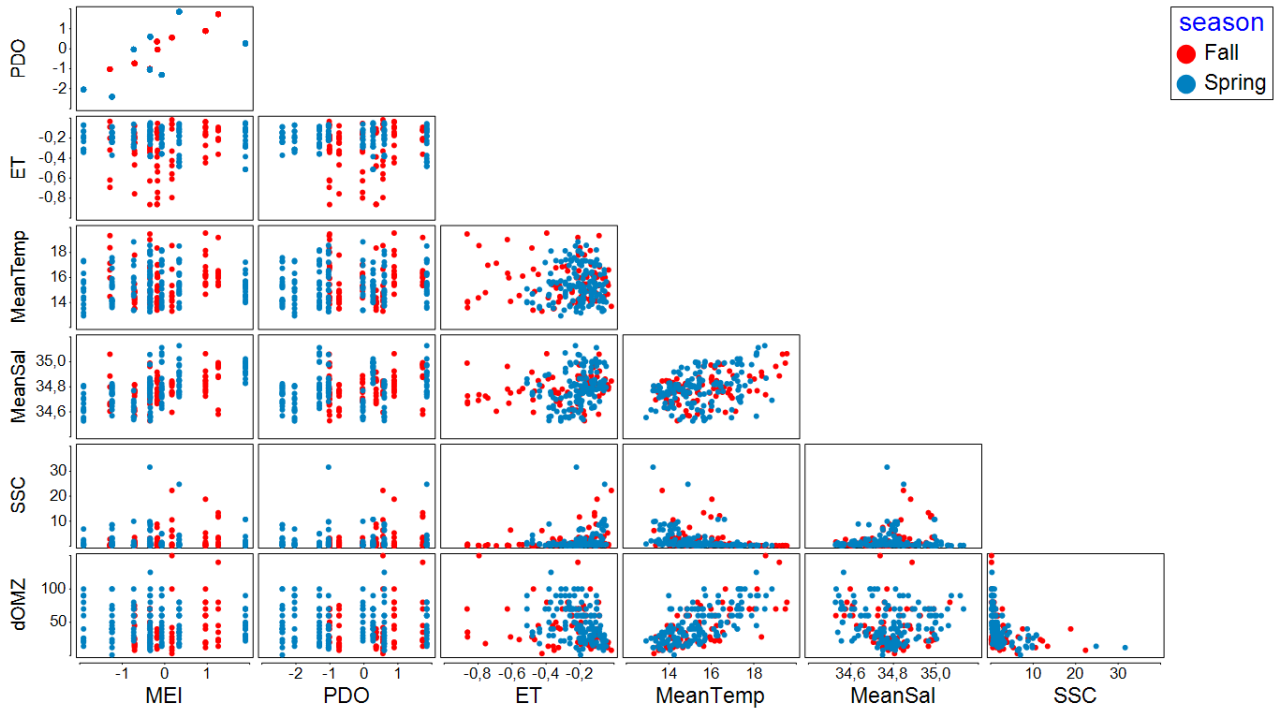 season
Fall
Spring
PDO
1
0
-1
-2
ET
-0,2
-0,4
-0,6
-0,8
MeanTemp
18
16
14
MeanSal
35,0
34,8
34,6
SSC
30
20
10
dOMZ
100
50
-1 0 1 -2 -1 0 1 -0,8 -0,6 -0,4 -0,2 14 16 18 34,6 34,8 35,0 10 20 30
MEI PDO ET MeanTemp MeanSal SSC